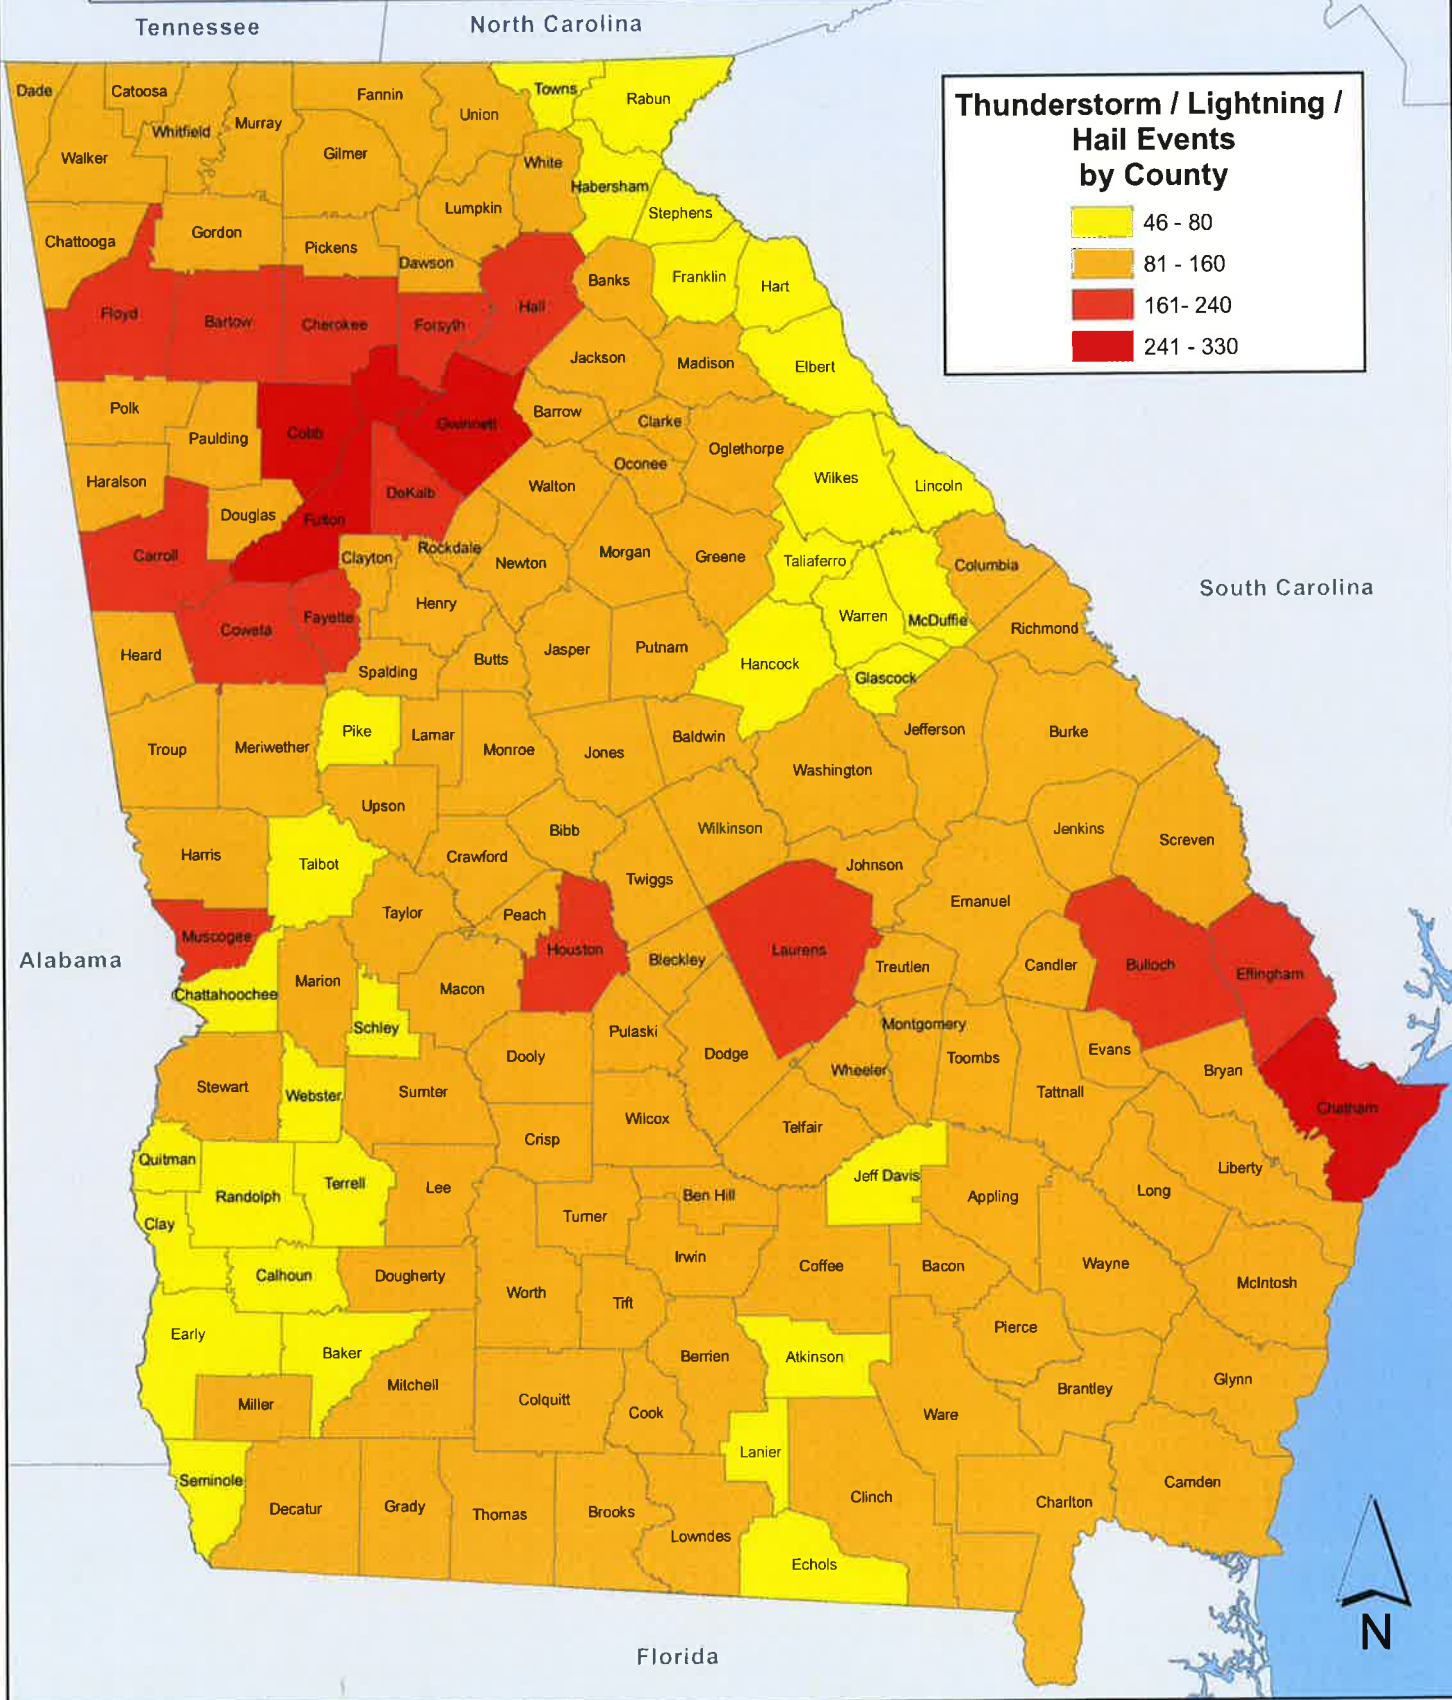 Tennessee
North Carolina
Thunderstorm / Lightning /
Hail Events
by County
46 - 80
81 - 160
161- 240
241 - 330
Dade
Catoosa
Fannin
Towns
Rabun
Union
Whitfield
Murray
Walker
Gilmer
White
Habersham
Lumpkin
Stephens
Chattooga
Gordon
Pickens
Dawson
Banks
Franklin
Hart
Floyd
Bartow
Cherokee
Forsyth
Hall
Jackson
Madison
Elbert
Polk
Paulding
Cobb
Gwinnett
Barrow
Clarke
Oglethorpe
Oconee
Haralson
DeKalb
Walton
Wilkes
Lincoln
Douglas
Fulton
Carroll
Clayton
Rockdale
Newton
Morgan
Greene
Taliaferro
Columbia
South Carolina
Henry
Fayette
Coweta
Warren
McDuffie
Richmond
Heard
Spalding
Butts
Jasper
Putnam
Hancock
Glascock
Troup
Meriwether
Pike
Lamar
Monroe
Jones
Baldwin
Washington
Jefferson
Burke
Upson
Bibb
Wilkinson
Jenkins
Screven
Harris
Talbot
Crawford
Twiggs
Johnson
Taylor
Peach
Emanuel
Muscogee
Houston
Laurens
Alabama
Bleckley
Treutlen
Candler
Bulloch
Effingham
Chattahoochee
Marion
Macon
Schley
Dooly
Pulaski
Dodge
Montgomery
Wheeler
Toombs
Evans
Bryan
Stewart
Webster
Sumter
Tattnall
Chatham
Crisp
Wilcox
Telfair
Quitman
Randolph
Terrell
Lee
Jeff Davis
Appling
Long
Liberty
Clay
Turner
Ben Hill
Calhoun
Dougherty
Worth
Tift
Irwin
Coffee
Bacon
Wayne
McIntosh
Early
Baker
Berrien
Atkinson
Pierce
Miller
Mitchell
Colquitt
Cook
Ware
Brantley
Glynn
Lanier
Seminole
Decatur
Grady
Thomas
Brooks
Lowndes
Clinch
Charlton
Camden
Echols
N
Florida